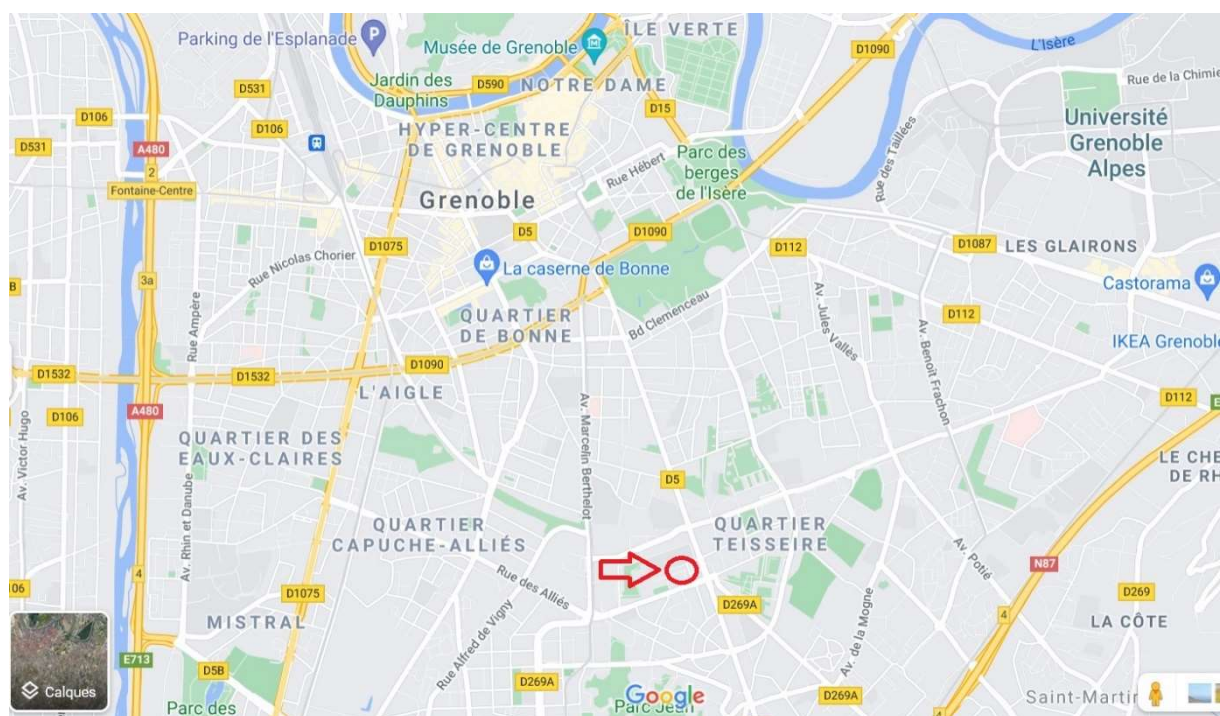 Parking de l'Esplanade
P
Musée de Grenoble
ÎLE VERTE
D1090
L'Isère
Rue de la Chimie
Jardin des
Dauphins
D590
NOTRE DAME
D531
D106
D15
D106
HYPER-CENTRE
DE GRENOBLE
D531
A480
Université
Grenoble
Alpes
2
Fontaine-Centre
Rue Hébert
Parc des
berges
de l'Isère
Rue des Taillées
Grenoble
D5
D1090
D1075
D112
D1087
LES GLAIRONS
Rue Nicolas Chorier
La caserne de Bonne
3a
Castorama
Rue Ampère
QUARTIER
DE BONNE
Bd Clemenceau
Av. Jules Vallès
D112
Av. Benoît Frachon
IKEA Grenoble
D1532
D1532
D1090
L'AIGLE
D106
A480
D112
Av. Victor Hugo
QUARTIER DES
EAUX-CLAIRES
Av. Marcelin Berthelot
LE CHE
DE RH
D5
Av. Rhin et Danube
QUARTIER
CAPUCHE-ALLIÉS
QUARTIER
TEISSEIRE
Av. Potié
N87
4
Rue des Alliés
06
D1075
D269A
D269
4
MISTRAL
Rue Alfred de Vigny
Av. de la Mogne
LA CÔTE
E713
D5B
Calques
D269A
Google
D269A
Parc des
Parc Jean
4
Saint-Martin